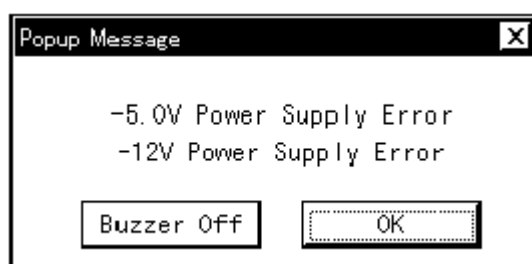 Popup Message
-5.0V Power Supply Error
-12V Power Supply Error
Buzzer Off
OK